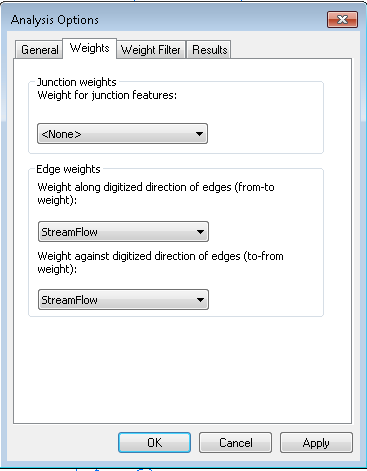 Analysis Options
General Weights Weight Filter Results
Junction weights
Weight for junction features:
<None>
Edge weights
Weight along digitized direction of edges (from-to
weight):
StreamFlow
Weight against digitized direction of edges (to-from
weight):
StreamFlow
OK Cancel Apply